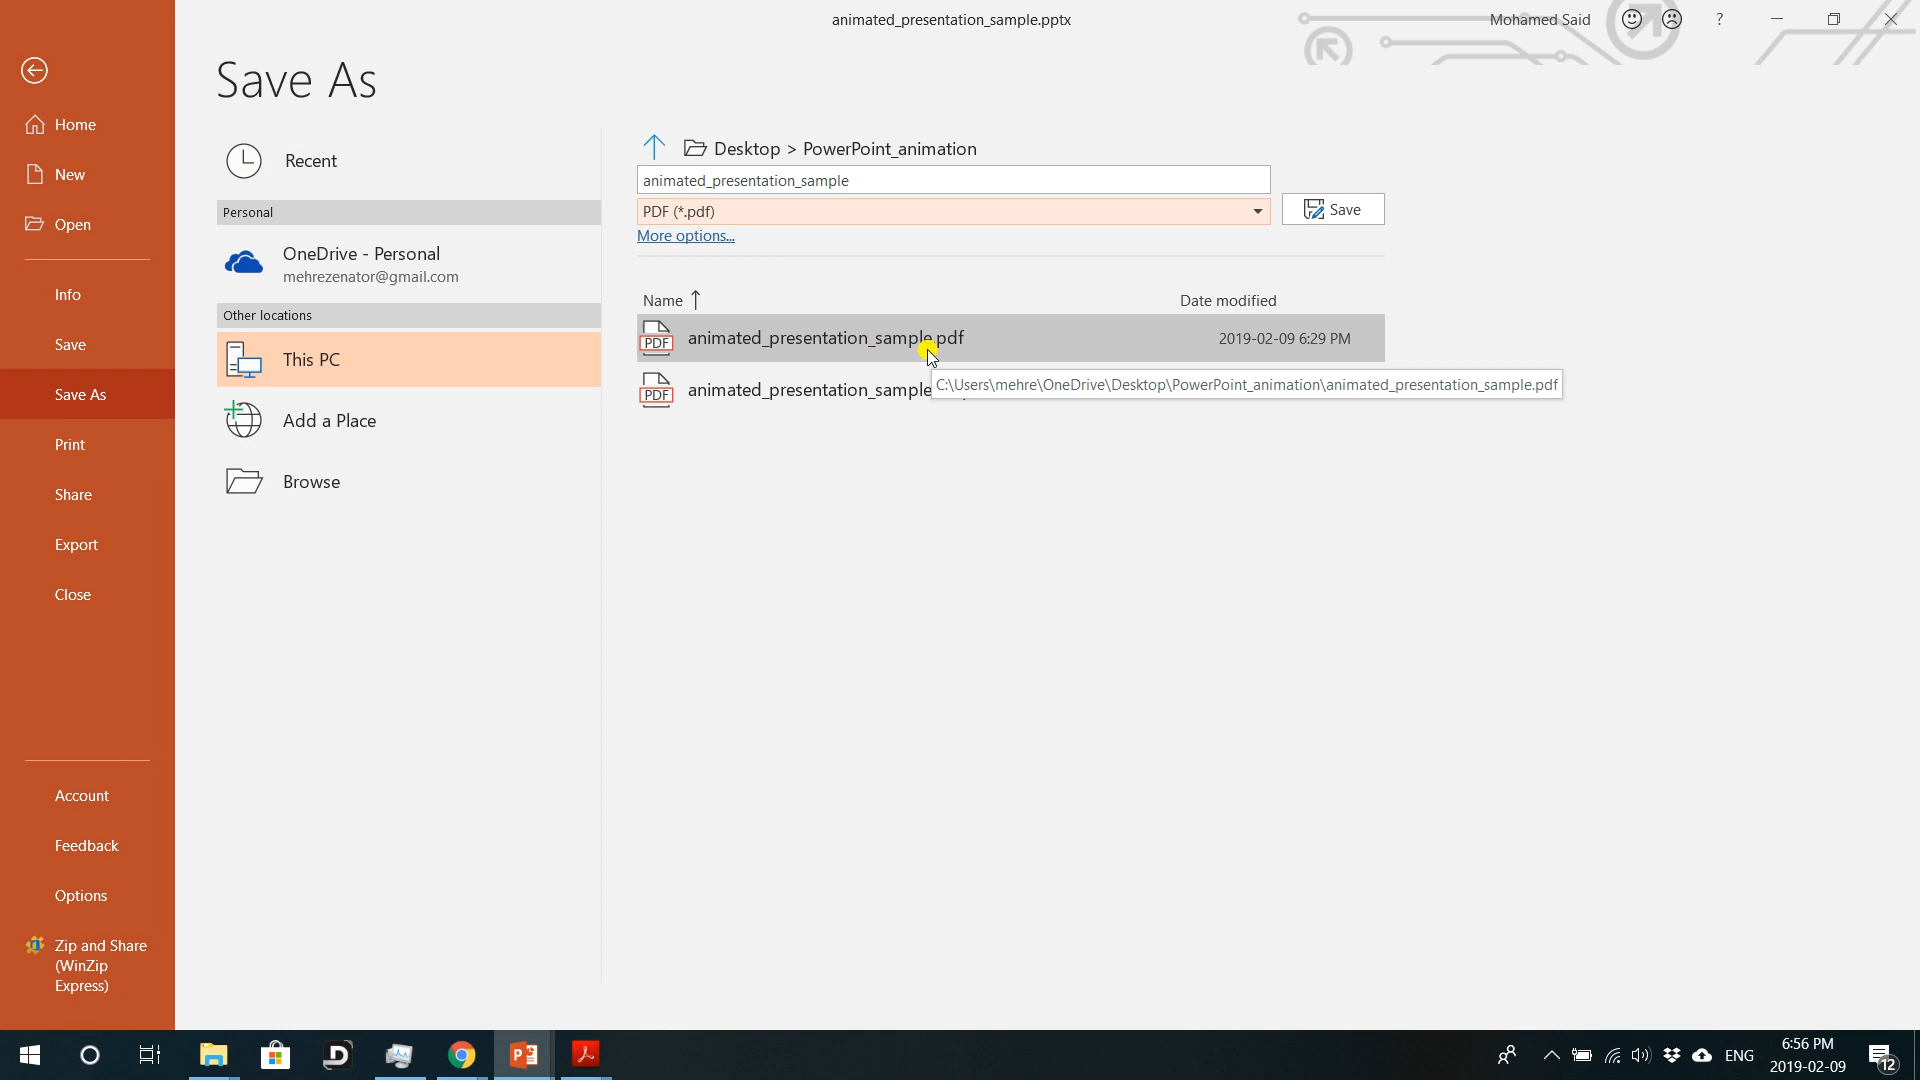 animated_presentation_sample.pptx
Mohamed Said
?
Save As
Home
New
Open
Info
Save
Save As
Print
Share
Export
Close
Account
Feedback
Options
Zip and Share
(WinZip
Express)
Recent
Personal
OneDrive - Personal
mehrezenator@gmail.com
Other locations
This PC
Add a Place
Browse
Desktop > PowerPoint_animation
animated_presentation_sample
PDF (*.pdf)
Save
More options...
Name
Date modified
PDF
animated_presentation_sample.pdf
2019-02-09 6:29 PM
PDF
animated_presentation_sample
C:\Users\mehre\OneDrive\Desktop\PowerPoint_animation\animated_presentation_sample.pdf
ENG
6:56 PM
2019-02-09
12